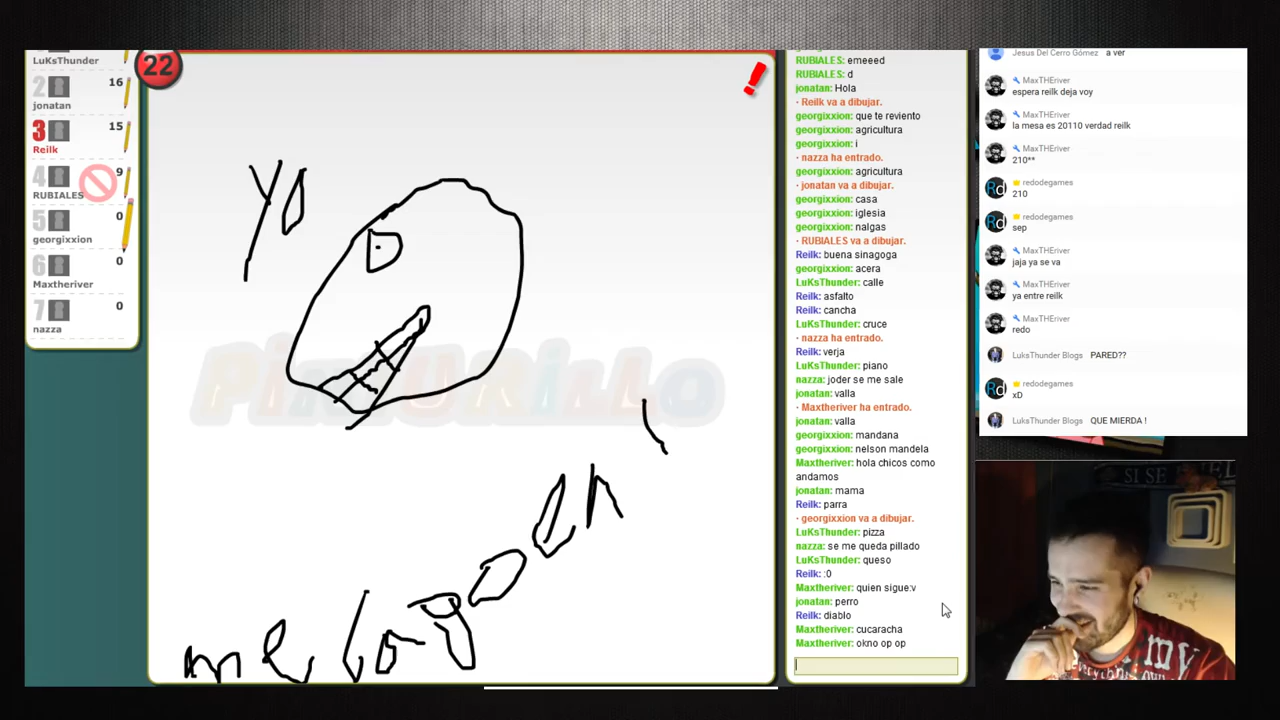 LuKsThunder
2 16
jonatan
3 15
Reilk
4 9
RUBIALES
5 0
georgixxion
6 0
Maxtheriver
7 0
nazza
22
yo
RUBIALES: emeeed
RUBIALES: d
jonatan: Hola
· Reilk va a dibujar.
georgixxion: que te reviento
georgixxion: agricultura
georgixxion: i
· nazza ha entrado.
georgixxion: agricultura
· jonatan va a dibujar.
georgixxion: casa
georgixxion: iglesia
georgixxion: nalgas
· RUBIALES va a dibujar.
Reilk: buena sinagoga
georgixxion: acera
LuKsThunder: calle
Reilk: asfalto
Reilk: cancha
LuKsThunder: cruce
· nazza ha entrado.
Reilk: verja
LuKsThunder: piano
nazza: joder se me sale
jonatan: valla
· Maxtheriver ha entrado.
jonatan: valla
georgixxion: mandana
georgixxion: nelson mandela
Maxtheriver: hola chicos como
andamos
jonatan: mama
Reilk: parra
· georgixxion va a dibujar.
LuKsThunder: pizza
nazza: se me queda pillado
LuKsThunder: queso
Reilk: :0
Maxtheriver: quien sigue:v
jonatan: perro
Reilk: diablo
Maxtheriver: cucaracha
Maxtheriver: okno op op
Jesus Del Cerro Gómez a ver
MaxTHEriver
espera reilk deja voy
MaxTHEriver
la mesa es 20110 verdad reilk
MaxTHEriver
210**
redodegames
210
redodegames
sep
MaxTHEriver
jaja ya se va
MaxTHEriver
ya entre reilk
MaxTHEriver
redo
LuksThunder Blogs PARED??
redodegames
xD
LuksThunder Blogs QUE MIERDA !
SI SE
my